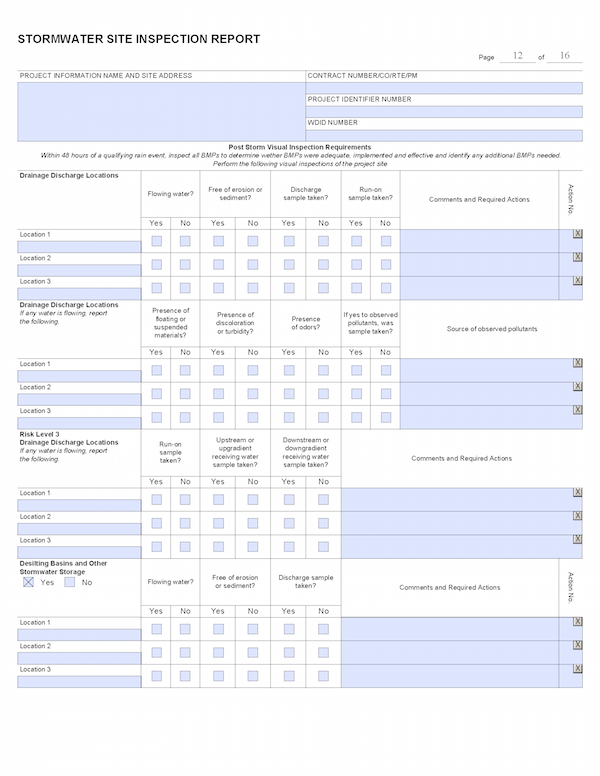 STORMWATER SITE INSPECTION REPORT
Page 12 of 16
PROJECT INFORMATION NAME AND SITE ADDRESS
CONTRACT NUMBER/CO/RTE/PM
PROJECT IDENTIFIER NUMBER
WDID NUMBER
Post Storm Visual Inspection Requirements
Within 48 hours of a qualifying rain event, inspect all BMPs to determine wether BMPs were adequate, implemented and effective and identify any additional BMPs needed.
Perform the following visual inspections of the project site
Drainage Discharge Locations
Flowing water?
Free of erosion or
sediment?
Discharge
sample taken?
Run-on
sample taken?
Comments and Required Actions
Action No.
Yes No Yes No Yes No Yes No
Location 1
X
Location 2
X
Location 3
X
Drainage Discharge Locations
If any water is flowing, report
the following.
Presence of
floating or
suspended
materials?
Presence of
discoloration
or turbidity?
Presence
of odors?
If yes to observed
pollutants, was
sample taken?
Source of observed pollutants
Yes No Yes No Yes No Yes No
Location 1
X
Location 2
X
Location 3
X
Risk Level 3
Drainage Discharge Locations
If any water is flowing, report
the following.
Run-on
sample
taken?
Upstream or
upgradient
receiving water
sample taken?
Downstream or
downgradient
receiving water
sample taken?
Comments and Required Actions
Yes No Yes No Yes No
Location 1
X
Location 2
X
Location 3
X
Desilting Basins and Other
Stormwater Storage
Yes No
Flowing water?
Free of erosion
or sediment?
Discharge sample
taken?
Comments and Required Actions
Action No.
Yes No Yes No Yes No
Location 1
X
Location 2
X
Location 3
X